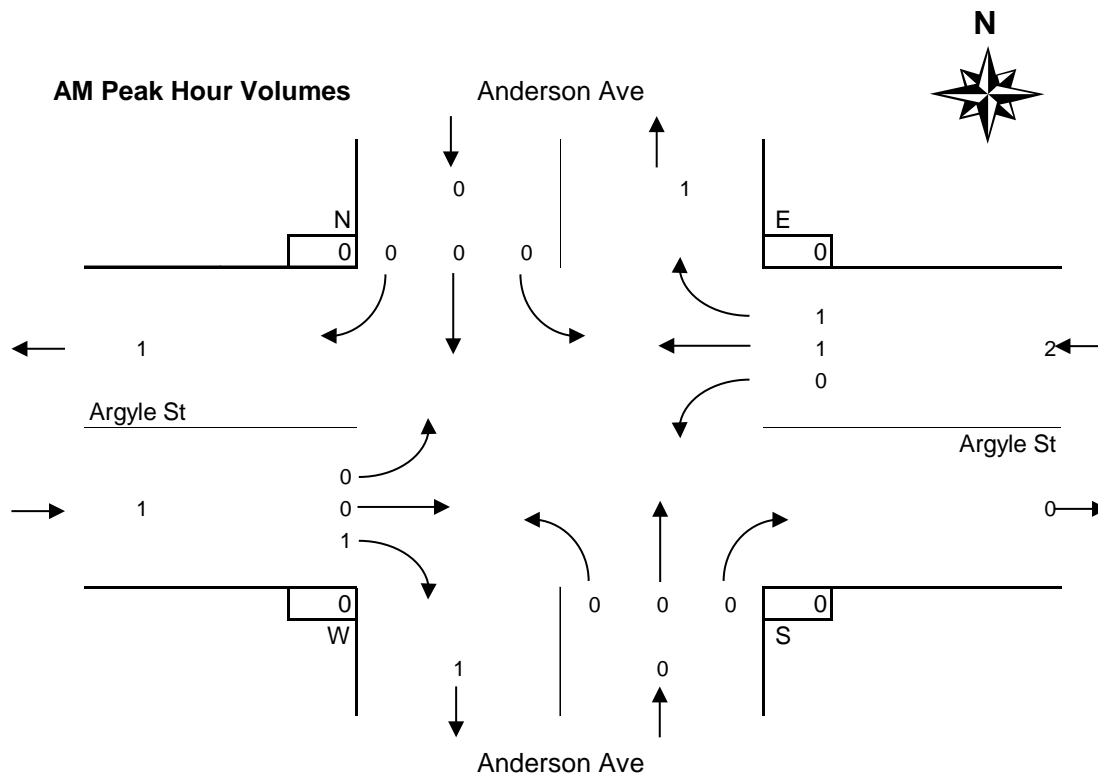 N
AM Peak Hour Volumes Anderson Ave
0 1
N E
0 0 0 0 0
1
1 1 2
0
Argyle St
Argyle St
0
1 0 0
1
0 0 0 0 0
W S
1 0
Anderson Ave